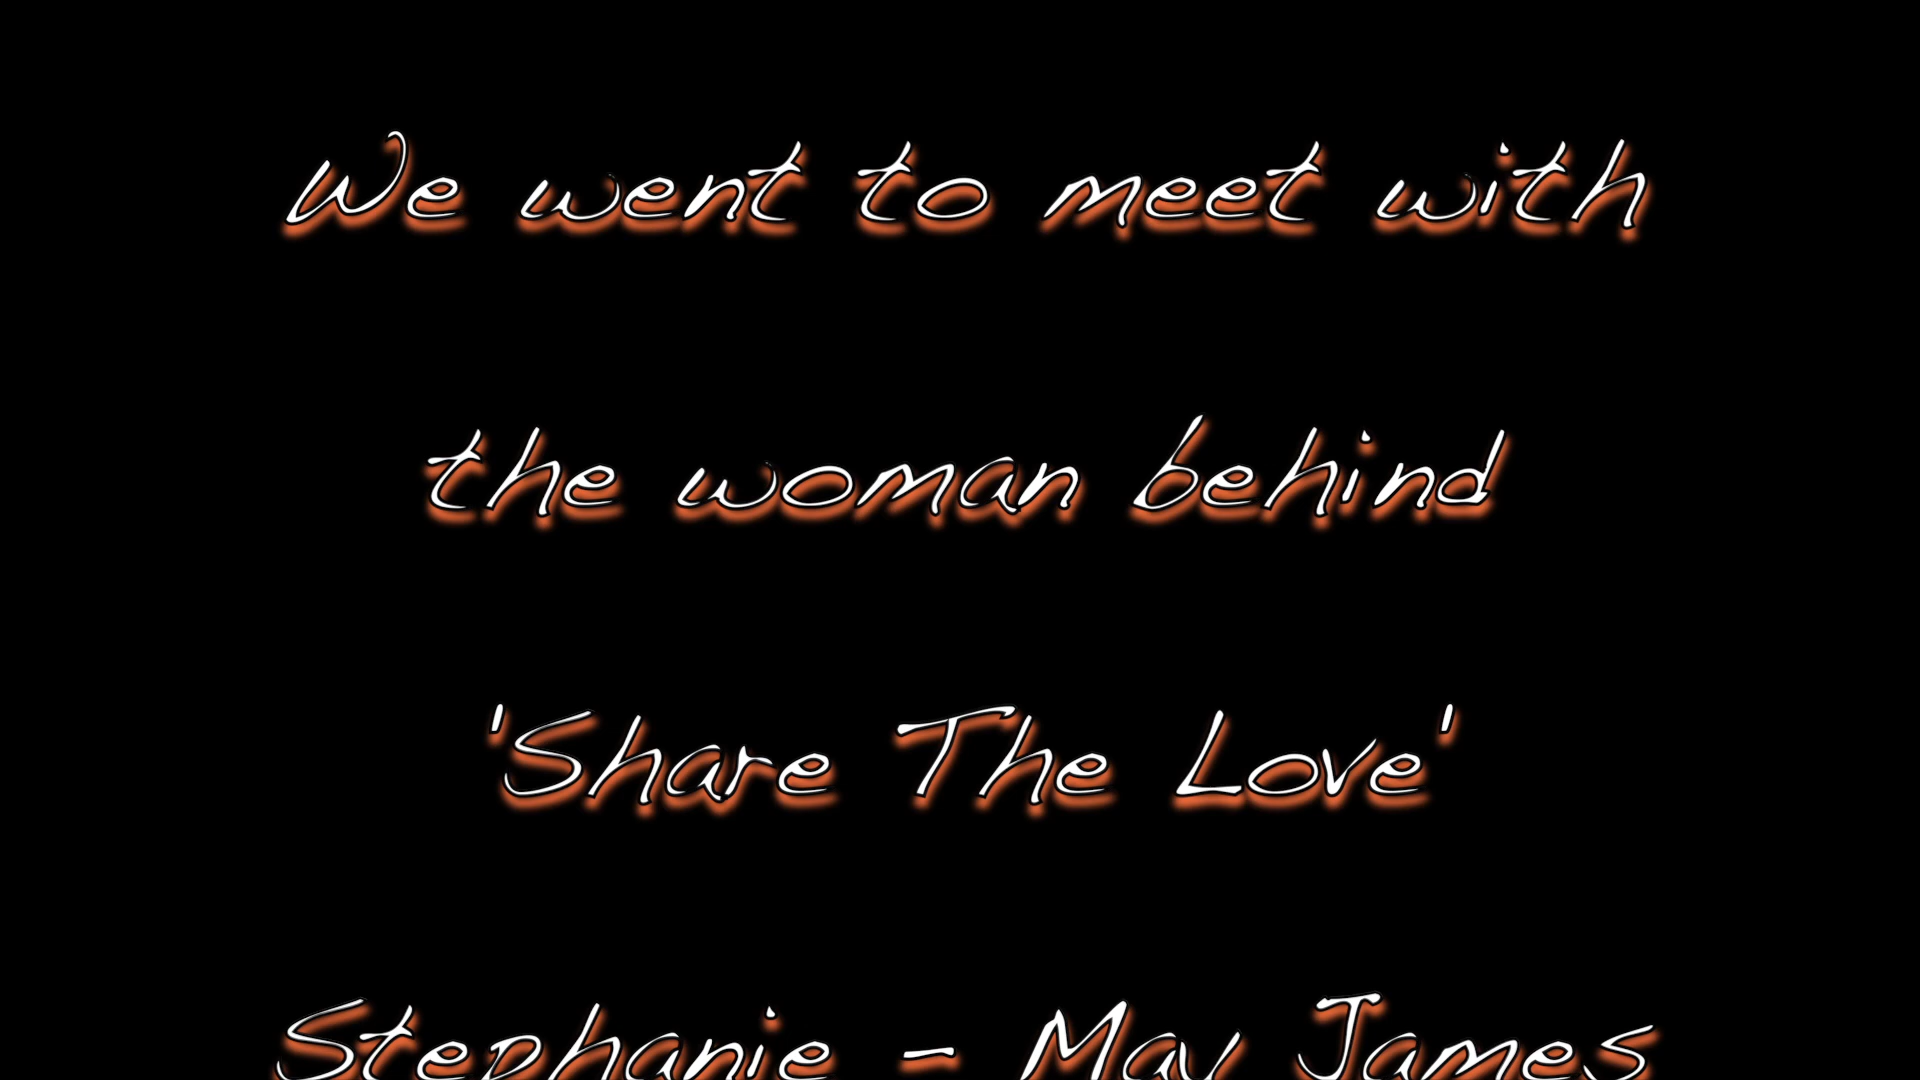 We went to meet with
the woman behind
'Share The Love'
Stephanie - May James